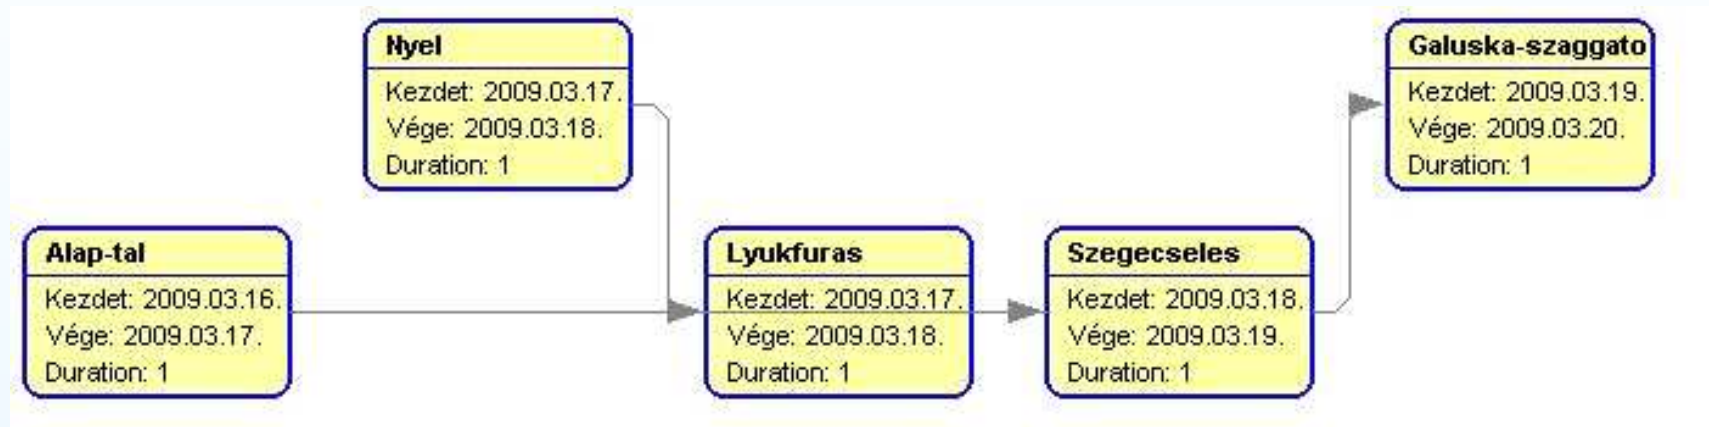 Nyel
Kezdet: 2009.03.17.
Vége: 2009.03.18.
Duration: 1
Galuska-szaggato
Kezdet: 2009.03.19.
Vége: 2009.03.20.
Duration: 1
Alap-tal
Kezdet: 2009.03.16.
Vége: 2009.03.17.
Duration: 1
Lyukfuras
Kezdet: 2009.03.17.
Vége: 2009.03.18.
Duration: 1
Szegecseles
Kezdet: 2009.03.18.
Vége: 2009.03.19.
Duration: 1